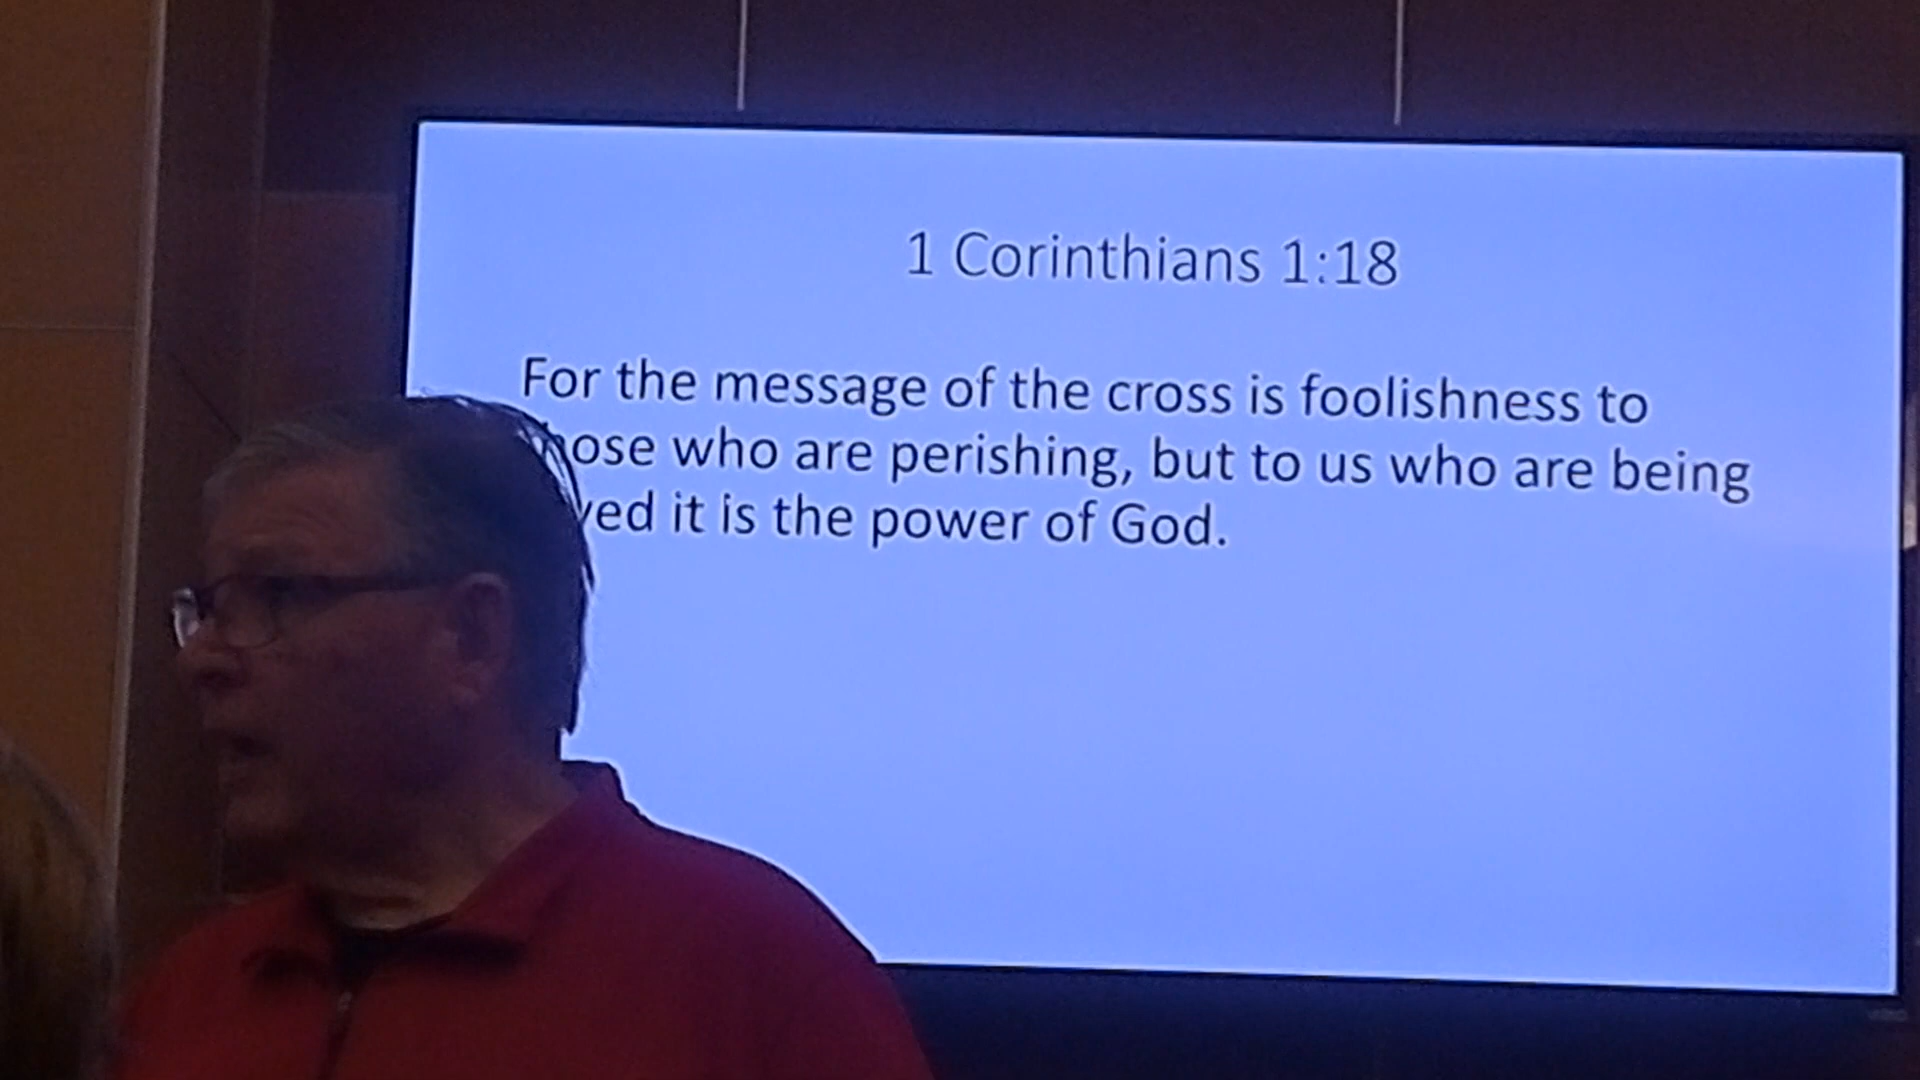 1 Corinthians 1:18
For the message of the cross is foolishness to
hose who are perishing, but to us who are being
ved it is the power of God.